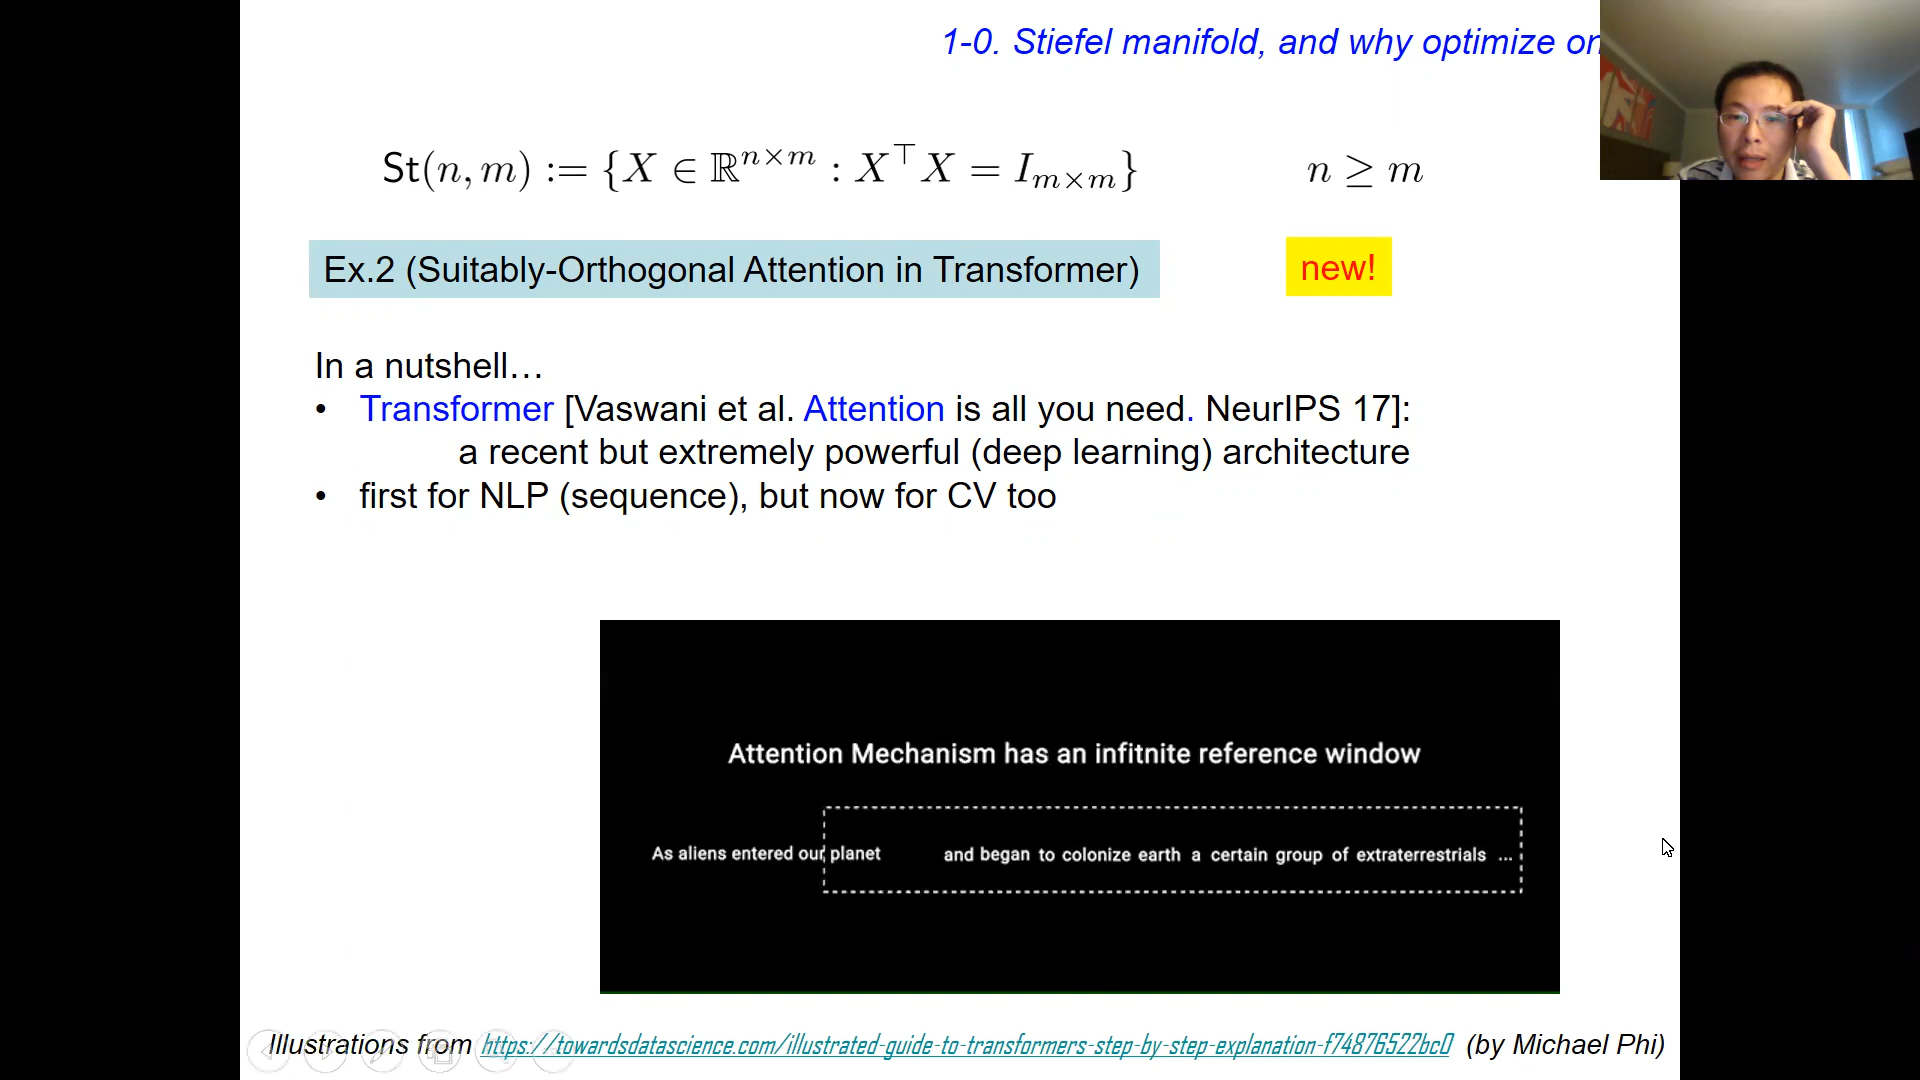 1-0. Stiefel manifold, and why optimize on
St(n, m) := {X ∈ ℝ^{n×m} : X^⊤ X = I_{m×m}} n ≥ m
Ex.2 (Suitably-Orthogonal Attention in Transformer) new!
In a nutshell…
• Transformer [Vaswani et al. Attention is all you need. NeurIPS 17]:
a recent but extremely powerful (deep learning) architecture
• first for NLP (sequence), but now for CV too
Attention Mechanism has an infitnite reference window
As aliens entered our planet and began to colonize earth a certain group of extraterrestrials ...
Illustrations from https://towardsdatascience.com/illustrated-guide-to-transformers-step-by-step-explanation-f74876522bc0 (by Michael Phi)